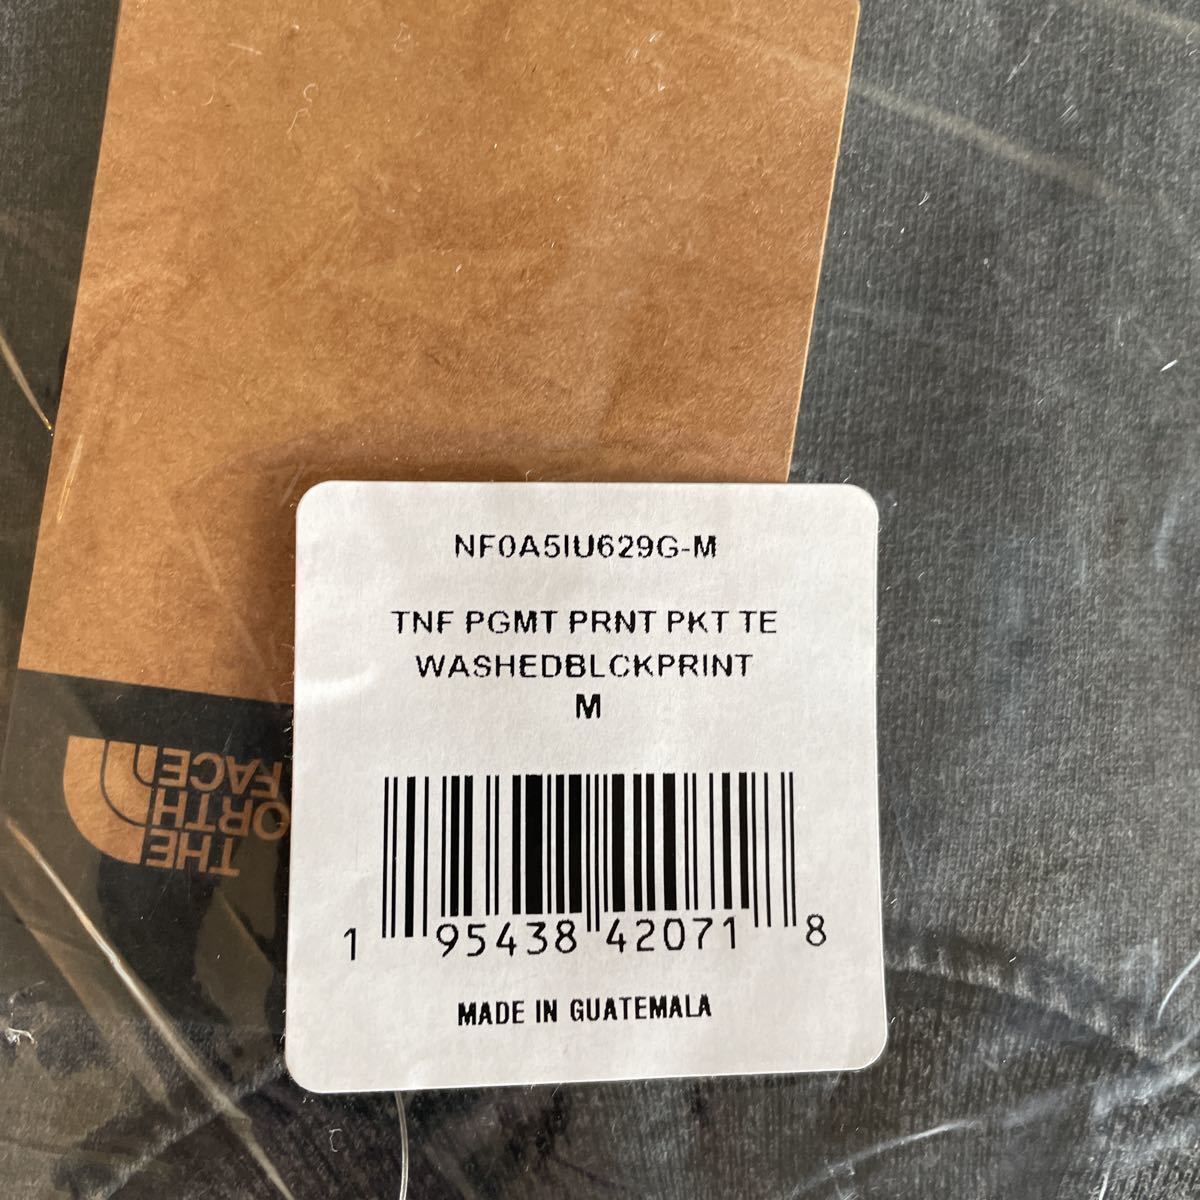 NF0A5IU629G-M
TNF PGMT PRNT PKT TE
WASHEDBLCKPRINT
M
1 95438 42071 8
MADE IN GUATEMALA
THE
NORTH
FACE